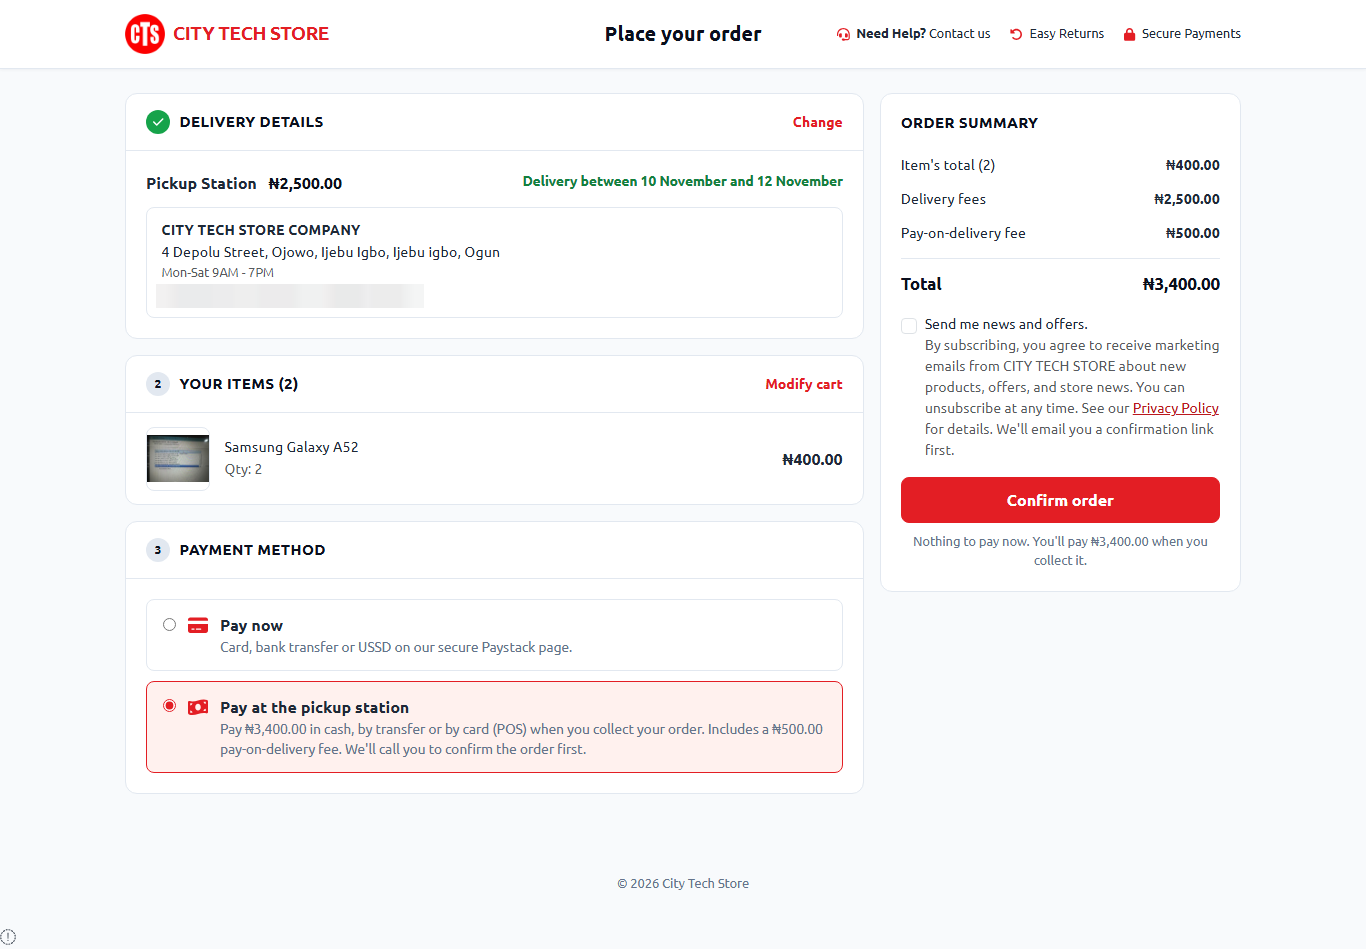 CTS CITY TECH STORE
Place your order
Need Help? Contact us
Easy Returns
Secure Payments
DELIVERY DETAILS
Change
Pickup Station ₦2,500.00
Delivery between 10 November and 12 November
CITY TECH STORE COMPANY
4 Depolu Street, Ojowo, Ijebu Igbo, Ijebu igbo, Ogun
Mon-Sat 9AM - 7PM
2 YOUR ITEMS (2)
Modify cart
Samsung Galaxy A52
Qty: 2
₦400.00
3 PAYMENT METHOD
Pay now
Card, bank transfer or USSD on our secure Paystack page.
Pay at the pickup station
Pay ₦3,400.00 in cash, by transfer or by card (POS) when you collect your order. Includes a ₦500.00
pay-on-delivery fee. We'll call you to confirm the order first.
ORDER SUMMARY
Item's total (2) ₦400.00
Delivery fees ₦2,500.00
Pay-on-delivery fee ₦500.00
Total ₦3,400.00
Send me news and offers.
By subscribing, you agree to receive marketing
emails from CITY TECH STORE about new
products, offers, and store news. You can
unsubscribe at any time. See our Privacy Policy
for details. We'll email you a confirmation link
first.
Confirm order
Nothing to pay now. You'll pay ₦3,400.00 when you
collect it.
© 2026 City Tech Store